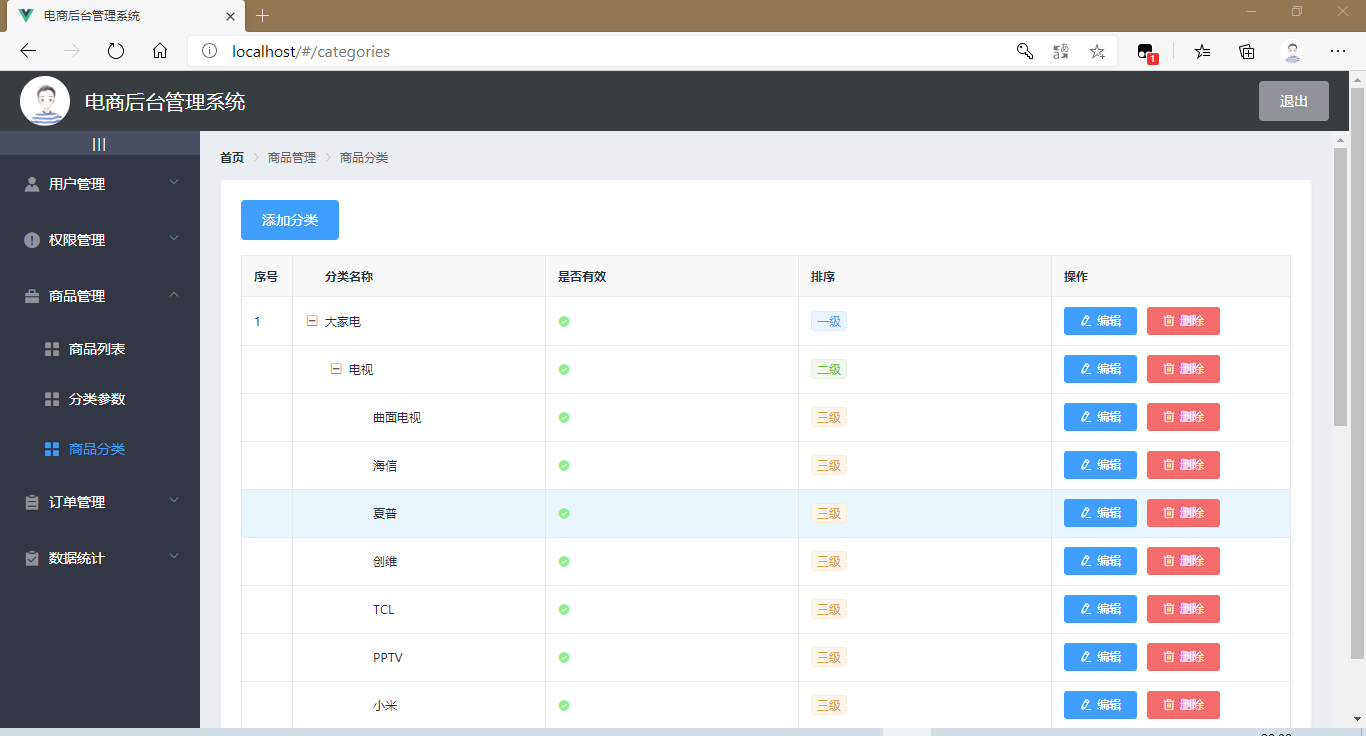 电商后台管理系统
localhost/#/categories
1
电商后台管理系统
退出
|||
首页 商品管理 商品分类
用户管理
权限管理
商品管理
商品列表
分类参数
商品分类
订单管理
数据统计
添加分类
序号 分类名称 是否有效 排序 操作
1 大家电 一级 编辑 删除
电视 二级 编辑 删除
曲面电视 三级 编辑 删除
海信 三级 编辑 删除
夏普 三级 编辑 删除
创维 三级 编辑 删除
TCL 三级 编辑 删除
PPTV 三级 编辑 删除
小米 三级 编辑 删除